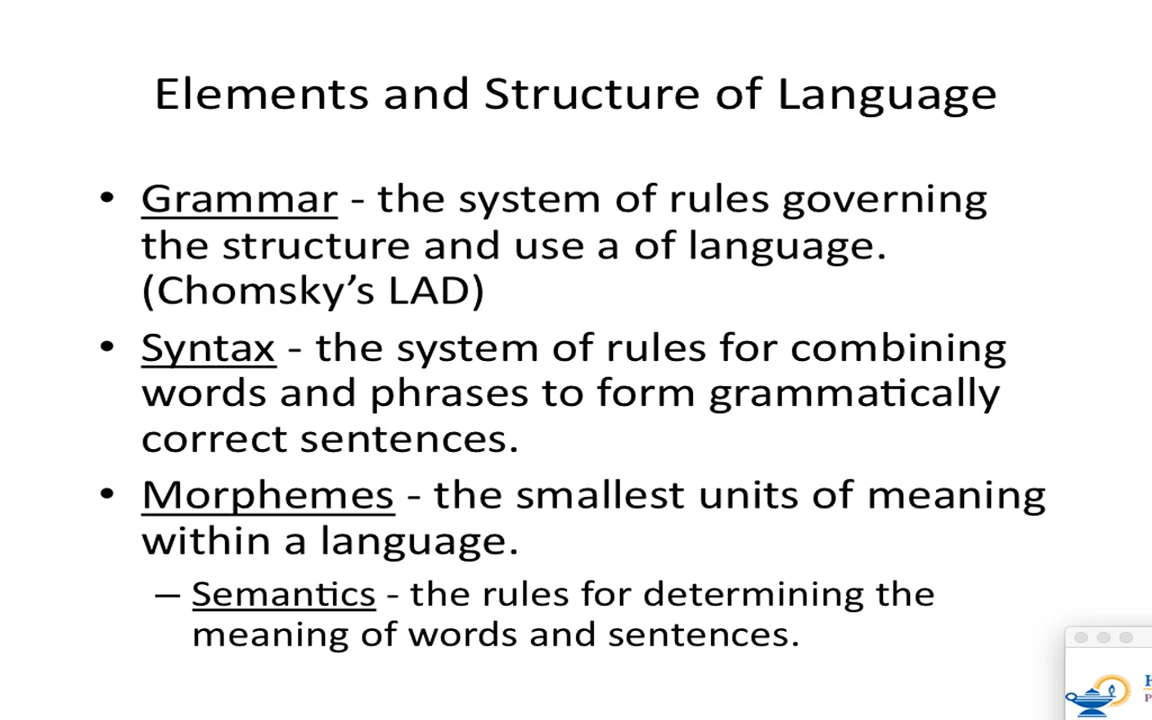 Elements and Structure of Language
• Grammar - the system of rules governing
the structure and use a of language.
(Chomsky’s LAD)
• Syntax - the system of rules for combining
words and phrases to form grammatically
correct sentences.
• Morphemes - the smallest units of meaning
within a language.
– Semantics - the rules for determining the
meaning of words and sentences.
H
P